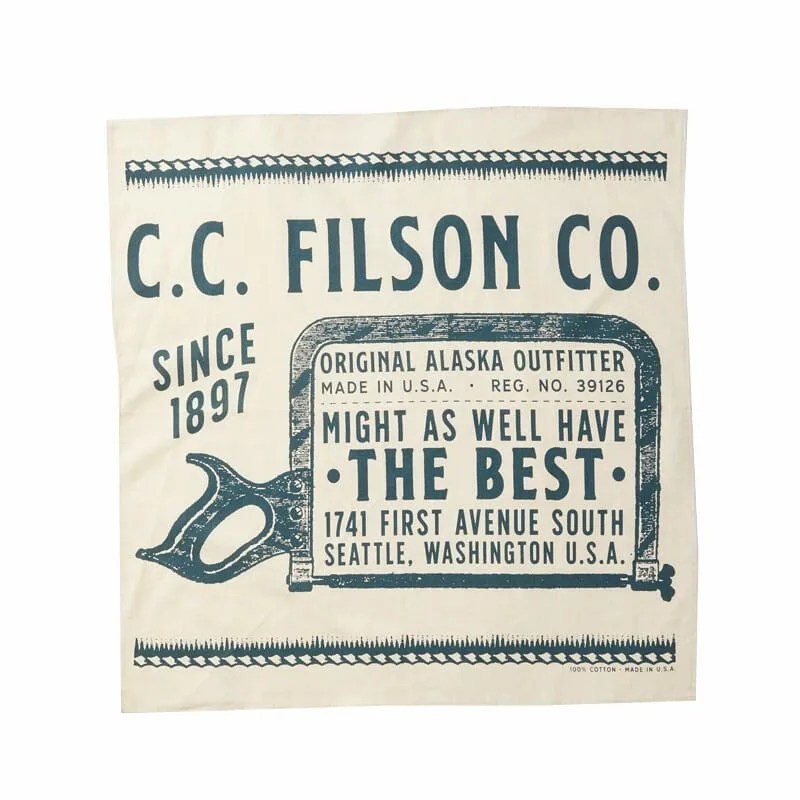 C.C. FILSON CO.
SINCE
1897
ORIGINAL ALASKA OUTFITTER
MADE IN U.S.A. · REG. NO. 39126
MIGHT AS WELL HAVE
·THE BEST·
1741 FIRST AVENUE SOUTH
SEATTLE, WASHINGTON U.S.A.
100% COTTON - MADE IN U.S.A.